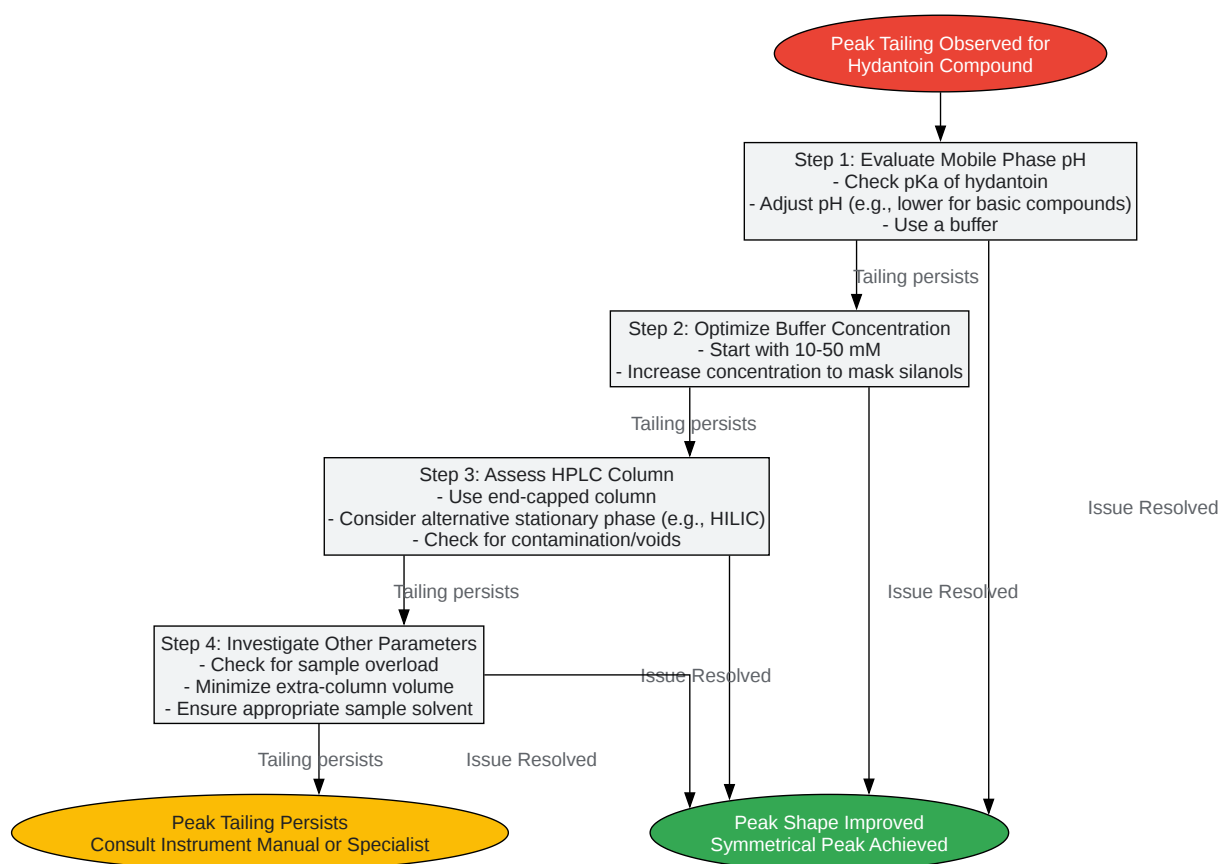 Peak Tailing Observed for
Hydantoin Compound
Step 1: Evaluate Mobile Phase pH
- Check pKa of hydantoin
- Adjust pH (e.g., lower for basic compounds)
- Use a buffer
Tailing persists
Step 2: Optimize Buffer Concentration
- Start with 10-50 mM
- Increase concentration to mask silanols
Tailing persists
Step 3: Assess HPLC Column
- Use end-capped column
- Consider alternative stationary phase (e.g., HILIC)
- Check for contamination/voids
Issue Resolved
Tailing persists
Issue Resolved
Step 4: Investigate Other Parameters
- Check for sample overload
- Minimize extra-column volume
- Ensure appropriate sample solvent
Issue Resolved
Tailing persists
Issue Resolved
Peak Tailing Persists
Consult Instrument Manual or Specialist
Peak Shape Improved
Symmetrical Peak Achieved